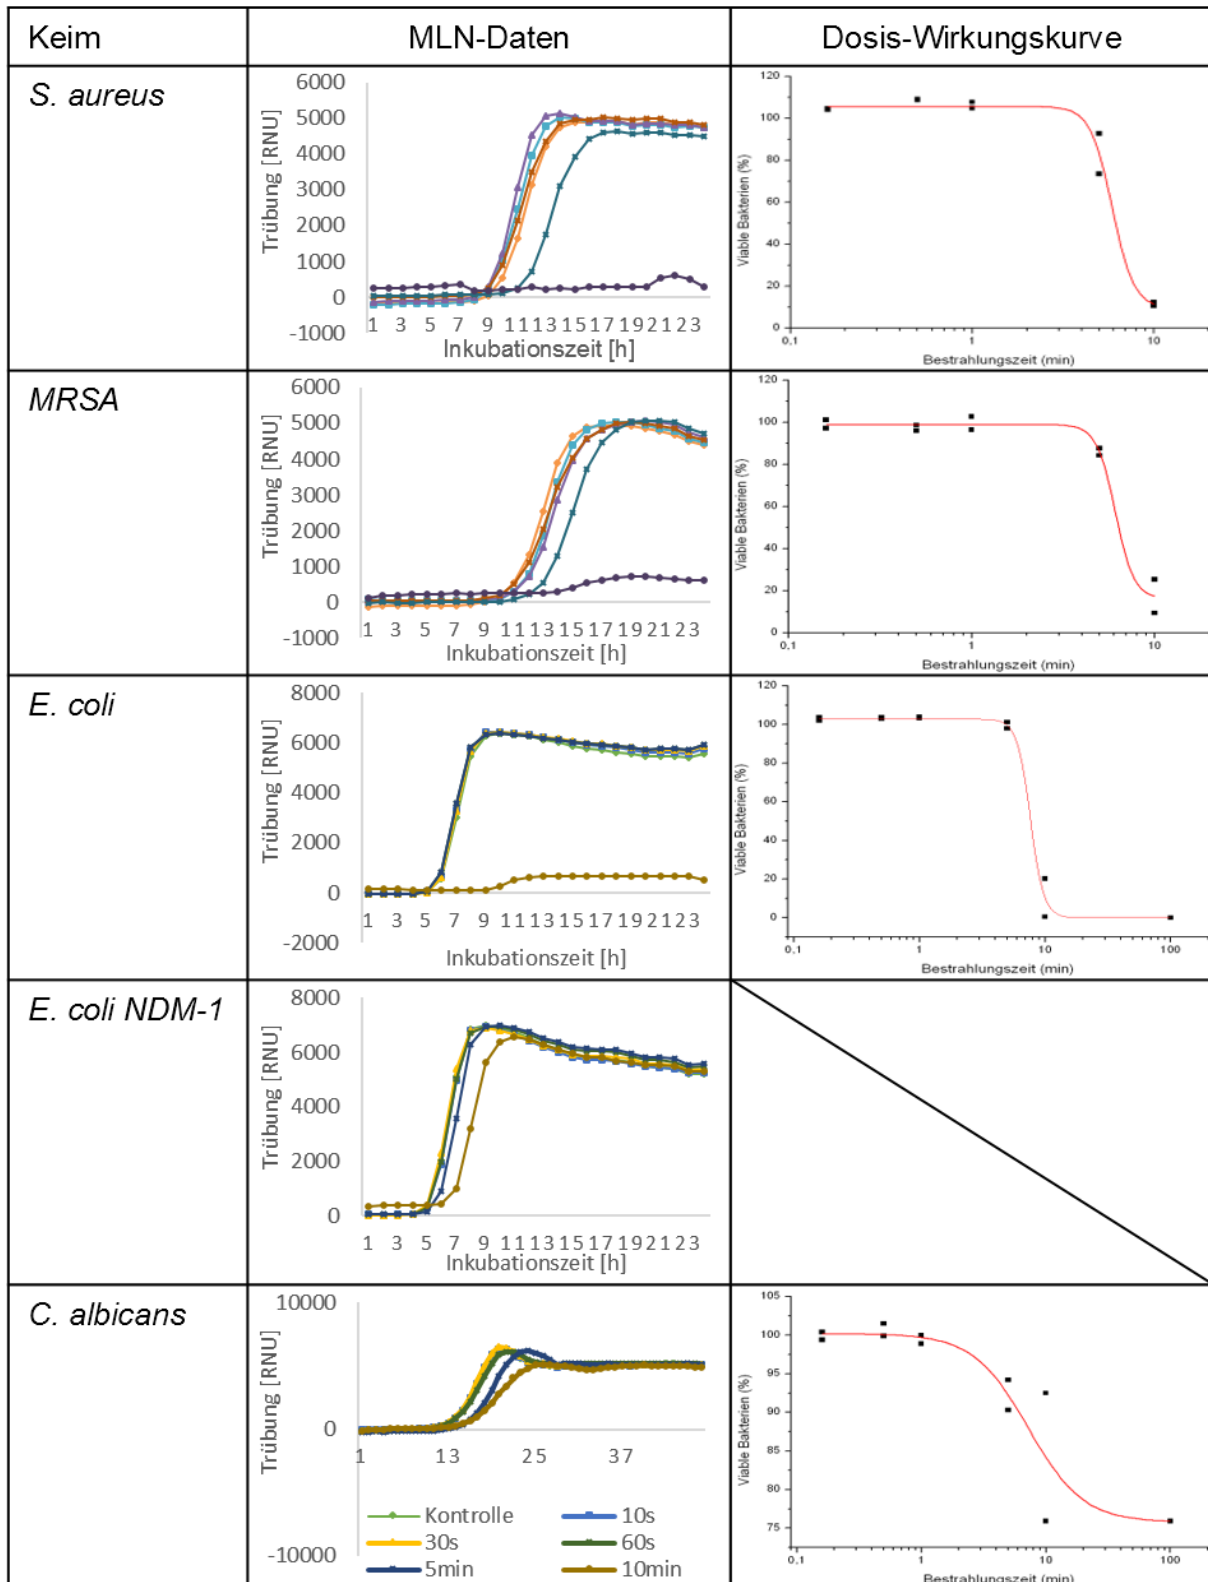 Keim MLN-Daten Dosis-Wirkungskurve
S. aureus
6000
5000
4000
3000
2000
1000
0
-1000
Trübung [RNU]
1 3 5 7 9 11 13 15 17 19 21 23
Inkubationszeit [h]
120
100
80
60
40
20
0
Viable Bakterien (%)
0,1 1 10
Bestrahlungszeit (min)
MRSA
6000
5000
4000
3000
2000
1000
0
-1000
Trübung [RNU]
1 3 5 7 9 11 13 15 17 19 21 23
Inkubationszeit [h]
120
100
80
60
40
20
0
Viable Bakterien (%)
0,1 1 10
Bestrahlungszeit (min)
E. coli
8000
6000
4000
2000
0
-2000
Trübung [RNU]
1 3 5 7 9 11 13 15 17 19 21 23
Inkubationszeit [h]
120
100
80
60
40
20
0
Viable Bakterien (%)
0,1 1 10 100
Bestrahlungszeit (min)
E. coli NDM-1
8000
6000
4000
2000
0
Trübung [RNU]
1 3 5 7 9 11 13 15 17 19 21 23
Inkubationszeit [h]
C. albicans
10000
0
-10000
Trübung [RNU]
1 13 25 37
Kontrolle 10s
30s 60s
5min 10min
105
100
95
90
85
80
75
Viable Bakterien (%)
0,1 1 10 100
Bestrahlungszeit (min)